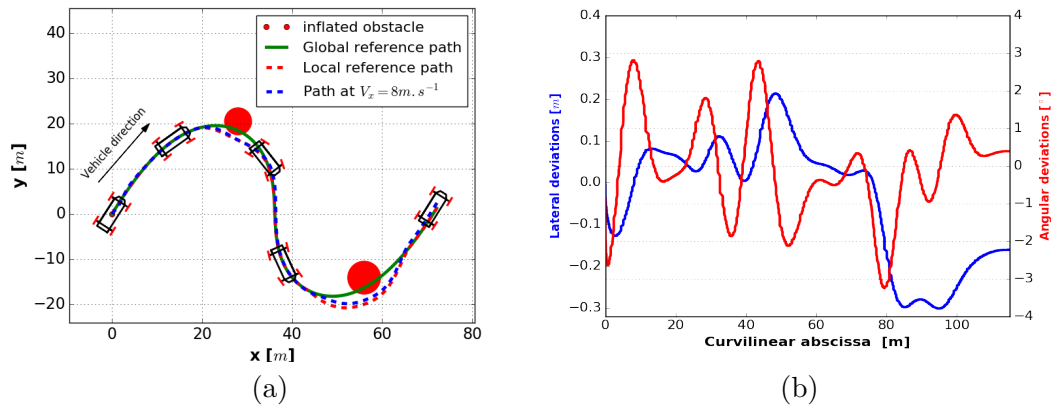 40
30
20
10
0
−10
−20
y [m]
0
20
40
60
80
x [m]
inflated obstacle
Global reference path
Local reference path
Path at Vₓ = 8m.s⁻¹
Vehicle direction
(a)
0.4
0.3
0.2
0.1
0.0
−0.1
−0.2
−0.3
Lateral deviations [m]
4
3
2
1
0
−1
−2
−3
−4
Angular deviations [°]
0
20
40
60
80
100
Curvilinear abscissa [m]
(b)